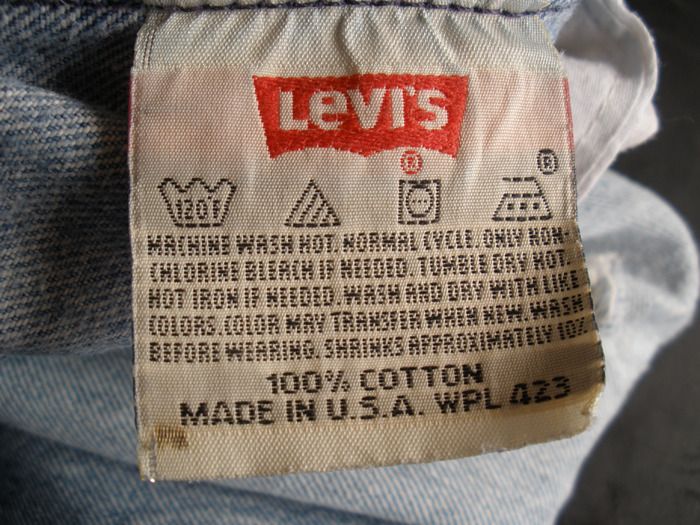 Levi's
®
®
120F
MACHINE WASH HOT, NORMAL CYCLE, ONLY NON-
CHLORINE BLEACH IF NEEDED, TUMBLE DRY HOT,
HOT IRON IF NEEDED. WASH AND DRY WITH LIKE
COLORS. COLOR MAY TRANSFER WHEN NEW. WASH
BEFORE WEARING. SHRINKS APPROXIMATELY 10%
100% COTTON
MADE IN U.S.A. WPL 423